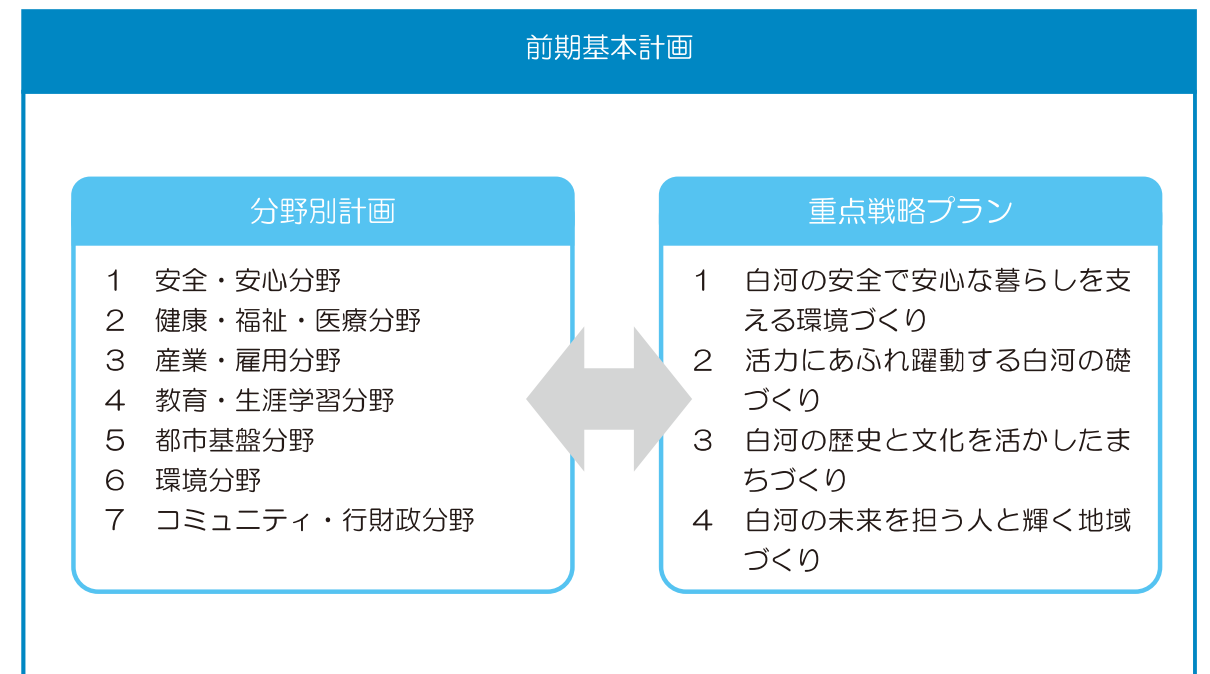 前期基本計画
分野別計画
1 安全・安心分野
2 健康・福祉・医療分野
3 産業・雇用分野
4 教育・生涯学習分野
5 都市基盤分野
6 環境分野
7 コミュニティ・行財政分野
重点戦略プラン
1 白河の安全で安心な暮らしを支
える環境づくり
2 活力にあふれ躍動する白河の礎
づくり
3 白河の歴史と文化を活かしたま
ちづくり
4 白河の未来を担う人と輝く地域
づくり